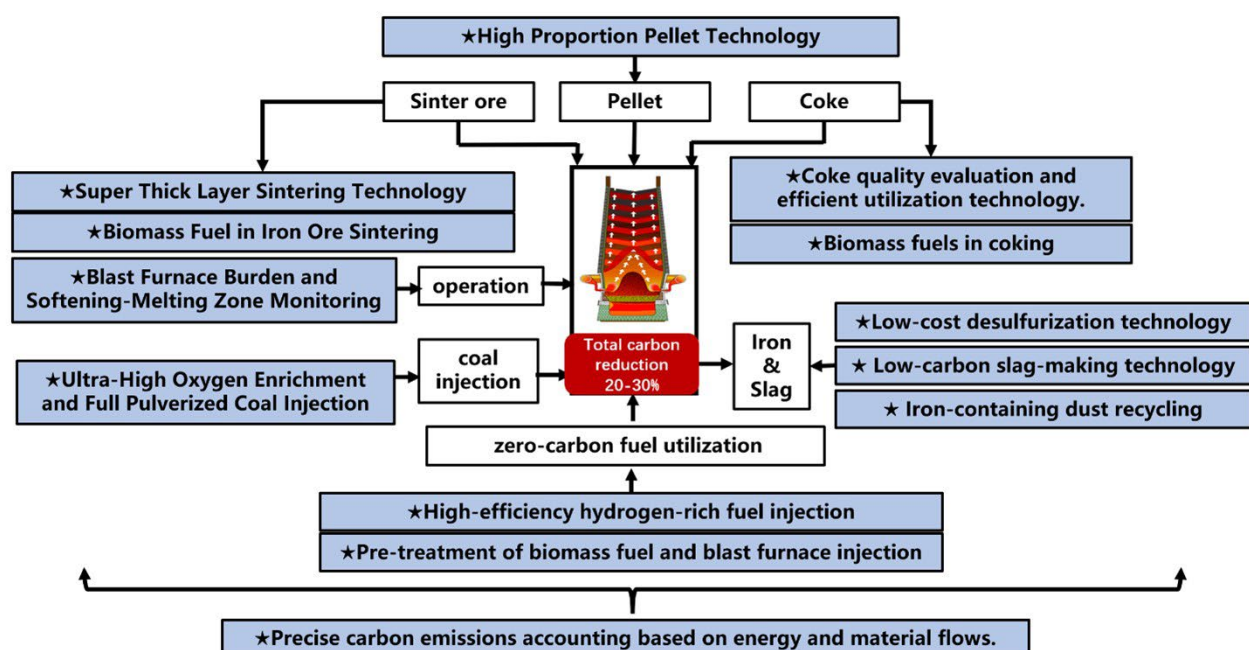 ★High Proportion Pellet Technology
Sinter ore
Pellet
Coke
★Super Thick Layer Sintering Technology
★Biomass Fuel in Iron Ore Sintering
★Coke quality evaluation and
efficient utilization technology.
★Biomass fuels in coking
★Blast Furnace Burden and
Softening-Melting Zone Monitoring
operation
★Ultra-High Oxygen Enrichment
and Full Pulverized Coal Injection
coal
injection
Total carbon
reduction
20-30%
Iron
&
Slag
★Low-cost desulfurization technology
★ Low-carbon slag-making technology
★ Iron-containing dust recycling
zero-carbon fuel utilization
★High-efficiency hydrogen-rich fuel injection
★Pre-treatment of biomass fuel and blast furnace injection
★Precise carbon emissions accounting based on energy and material flows.